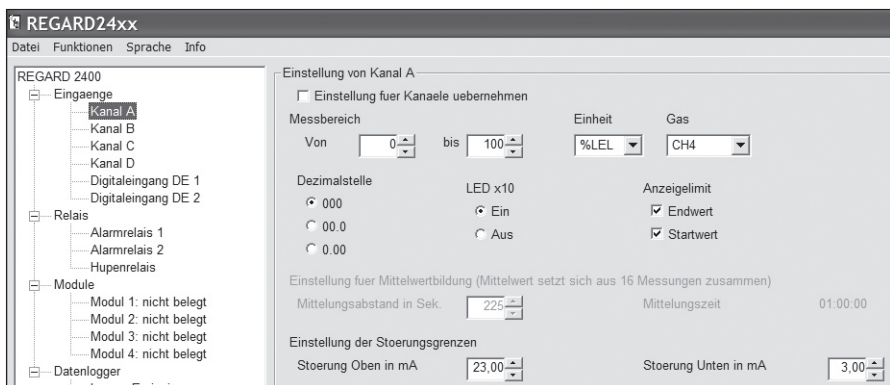 REGARD24xx
Datei Funktionen Sprache Info
REGARD 2400
Eingaenge
Kanal A
Kanal B
Kanal C
Kanal D
Digitaleingang DE 1
Digitaleingang DE 2
Relais
Alarmrelais 1
Alarmrelais 2
Hupenrelais
Module
Modul 1: nicht belegt
Modul 2: nicht belegt
Modul 3: nicht belegt
Modul 4: nicht belegt
Datenlogger
Einstellung von Kanal A
Einstellung fuer Kanaele uebernehmen
Messbereich Einheit Gas
Von 0 bis 100 %LEL CH4
Dezimalstelle LED x10 Anzeigelimit
000 Ein Endwert
00.0 Aus Startwert
0.00
Einstellung fuer Mittelwertbildung (Mittelwert setzt sich aus 16 Messungen zusammen)
Mittelungsabstand in Sek. 225 Mittelungszeit 01:00:00
Einstellung der Stoerungsgrenzen
Stoerung Oben in mA 23,00 Stoerung Unten in mA 3,00